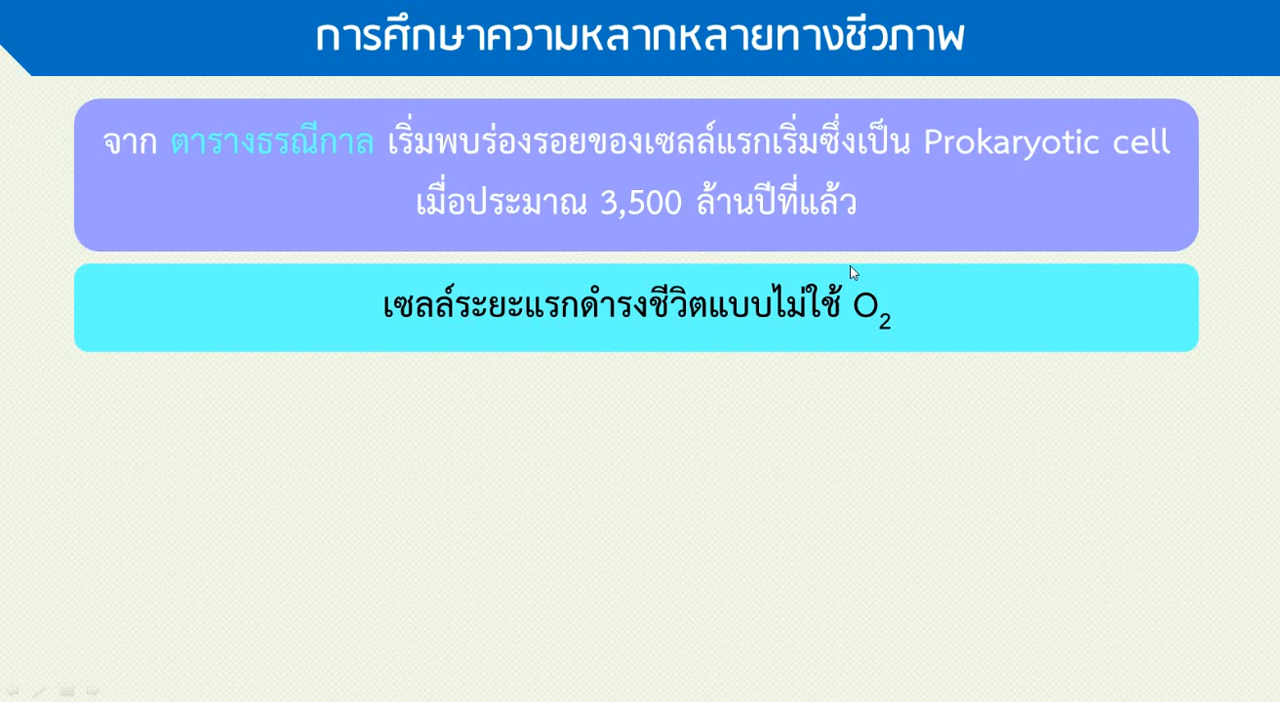 การศึกษาความหลากหลายทางชีวภาพ
จาก ตารางธรณีกาล เริ่มพบร่องรอยของเซลล์แรกเริ่มซึ่งเป็น Prokaryotic cell
เมื่อประมาณ 3,500 ล้านปีที่แล้ว
เซลล์ระยะแรกดำรงชีวิตแบบไม่ใช้ O₂